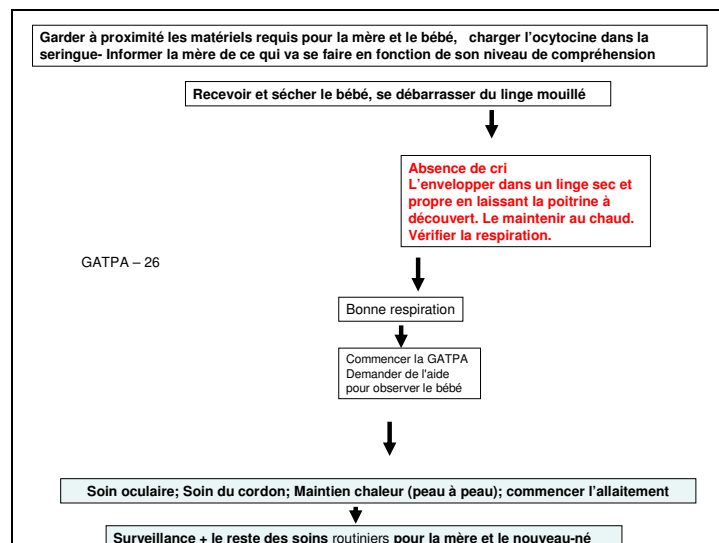 Garder à proximité les matériels requis pour la mère et le bébé, charger l'ocytocine dans la
seringue- Informer la mère de ce qui va se faire en fonction de son niveau de compréhension
Recevoir et sécher le bébé, se débarrasser du linge mouillé
Absence de cri
L'envelopper dans un linge sec et
propre en laissant la poitrine à
découvert. Le maintenir au chaud.
Vérifier la respiration.
GATPA – 26
Bonne respiration
Commencer la GATPA
Demander de l'aide
pour observer le bébé
Soin oculaire; Soin du cordon; Maintien chaleur (peau à peau); commencer l'allaitement
Surveillance + le reste des soins routiniers pour la mère et le nouveau-né